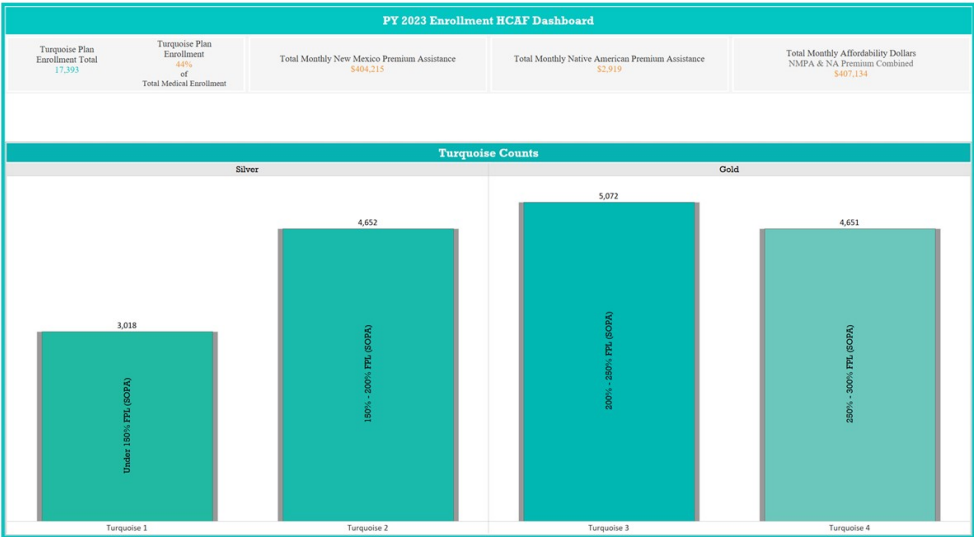 PY 2023 Enrollment HCAF Dashboard
Turquoise Plan
Enrollment Total
17,393
Turquoise Plan
Enrollment
44%
of
Total Medical Enrollment
Total Monthly New Mexico Premium Assistance
$404,215
Total Monthly Native American Premium Assistance
$2,919
Total Monthly Affordability Dollars
NMPA & NA Premium Combined
$407,134
Turquoise Counts
Silver
Gold
3,018
4,652
5,072
4,651
Under 150% FPL (SOPA)
150% - 200% FPL (SOPA)
200% - 250% FPL (SOPA)
250% - 300% FPL (SOPA)
Turquoise 1
Turquoise 2
Turquoise 3
Turquoise 4